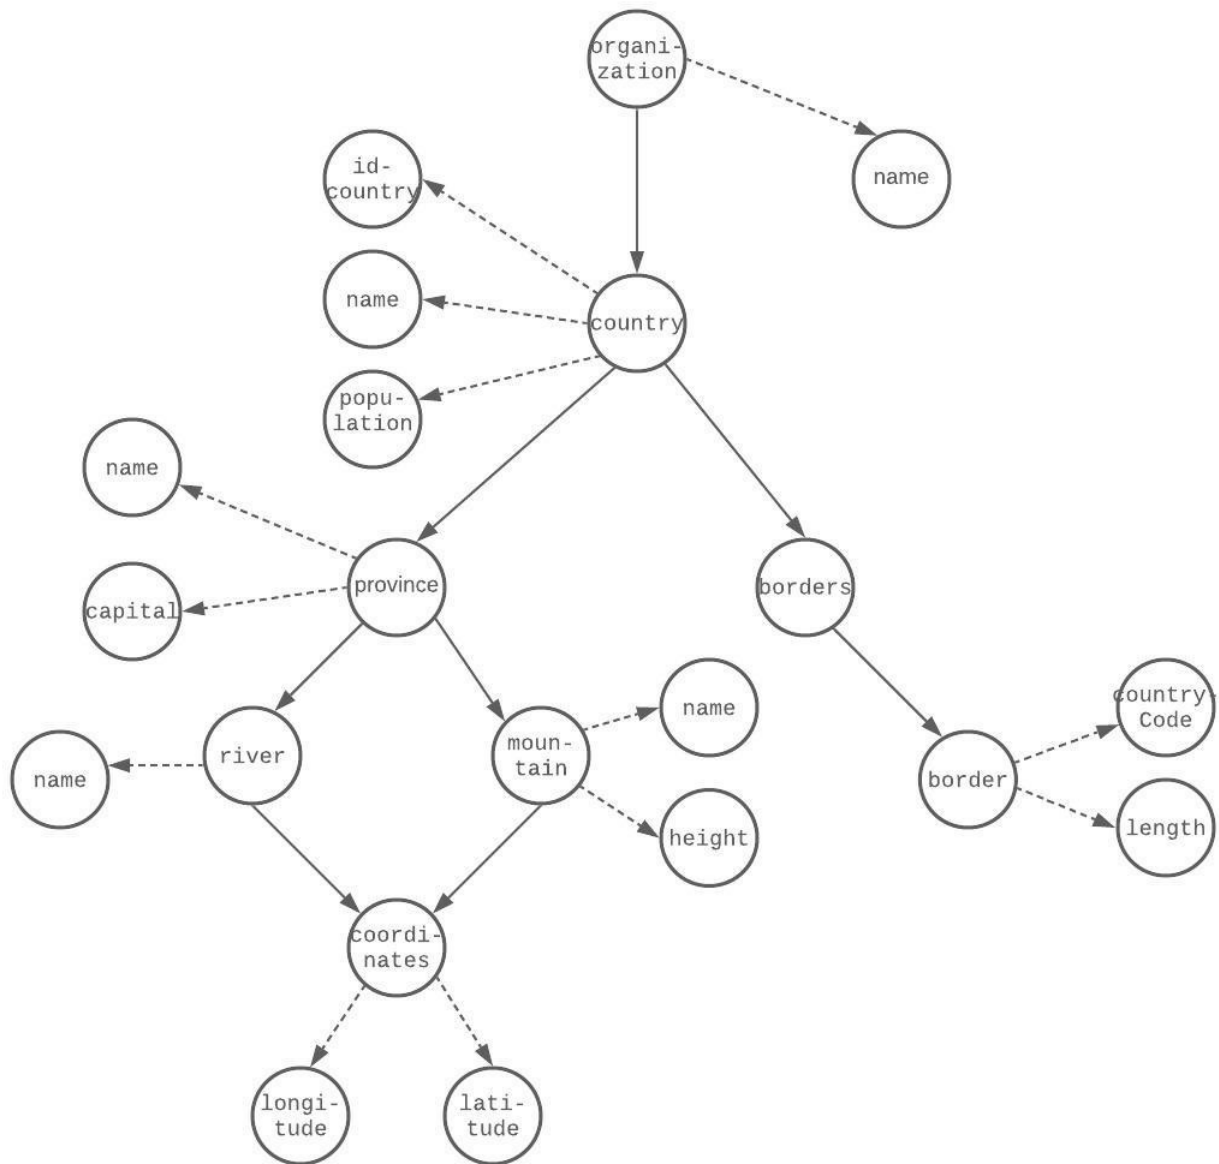 organi-
zation
name
id-
country
name
country
popu-
lation
name
province
borders
capital
name
country-
Code
river
moun-
tain
name
border
height
length
coordi-
nates
longi-
tude
lati-
tude